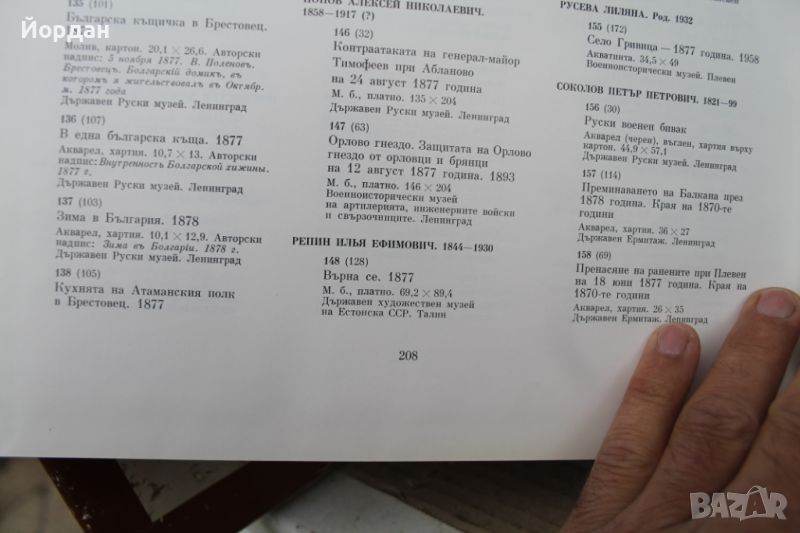 Йордан
135 (101)
Българска къщичка в Брестовец.
Молив, картон. 20,1 × 26,6. Авторски
надпис: 5 ноября 1877. В. Поленов.
Брестовец. Болгарскій домикъ, въ
которомъ я жительствовалъ въ Октябр.
м. 1877 года
Държавен Руски музей. Ленинград
136 (107)
В една българска къща. 1877
Акварел, хартия. 10,7 × 13. Авторски
надпис: Внутренность Болгарской хижины.
1877 г.
Държавен Руски музей. Ленинград
137 (103)
Зима в България. 1878
Акварел, хартия. 10,1 × 12,9. Авторски
надпис: Зима въ Болгаріи. 1878 г.
Държавен Руски музей. Ленинград
138 (105)
Кухнята на Атаманския полк
в Брестовец. 1877
ПОПОВ АЛЕКСЕЙ НИКОЛАЕВИЧ.
1858—1917 (?)
146 (32)
Контраатаката на генерал-майор
Тимофеев при Аблановo
на 24 август 1877 година
М. б., платно. 135 × 204
Държавен Руски музей. Ленинград
147 (63)
Орлово гнездо. Защитата на Орлово
гнездо от орловци и брянци
на 12 август 1877 година. 1893
М. б., платно. 146 × 204
Военноисторически музей
на артилерията, инженерните войски
и свързочниците. Ленинград
РЕПИН ИЛЬЯ ЕФИМОВИЧ. 1844—1930
148 (128)
Върна се. 1877
М. б., платно. 69,2 × 89,4
Държавен художествен музей
на Естонска ССР. Талин
РУСЕВА ЛИЛЯНА. Род. 1932
155 (172)
Село Гривица — 1877 година. 1958
Акватинта. 34,5 × 49
Военноисторически музей. Плевен
СОКОЛОВ ПЕТЪР ПЕТРОВИЧ. 1821—99
156 (30)
Руски военен бивак
Акварел (черен), въглен, хартия върху
картон. 44,9 × 57,1
Държавен Руски музей. Ленинград
157 (114)
Преминаването на Балкана през
1878 година. Края на 1870-те
години
Акварел, хартия. 36 × 27
Държавен Ермитаж. Ленинград
158 (69)
Пренасяне на ранените при Плевен
на 18 юни 1877 година. Края на
1870-те години
Акварел, хартия. 26 × 35
Държавен Ермитаж. Ленинград
208
BAZAR